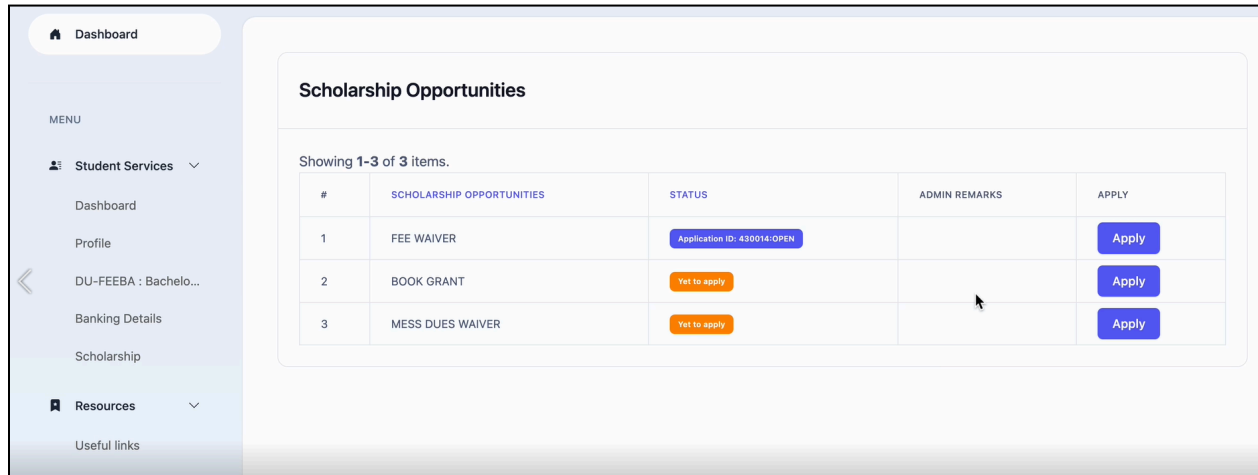 Dashboard
MENU
Student Services
Dashboard
Profile
DU-FEEBA : Bachelo...
Banking Details
Scholarship
Resources
Useful links
Scholarship Opportunities
Showing 1-3 of 3 items.
# SCHOLARSHIP OPPORTUNITIES STATUS ADMIN REMARKS APPLY
1 FEE WAIVER Application ID: 430014:OPEN Apply
2 BOOK GRANT Yet to apply Apply
3 MESS DUES WAIVER Yet to apply Apply